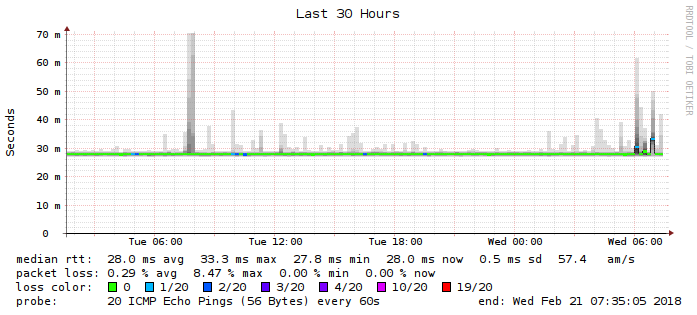 Last 30 Hours
RRDTOOL / TOBI OETIKER
Seconds
70 m
60 m
50 m
40 m
30 m
20 m
10 m
0
Tue 06:00 Tue 12:00 Tue 18:00 Wed 00:00 Wed 06:00
median rtt: 28.0 ms avg 33.3 ms max 27.8 ms min 28.0 ms now 0.5 ms sd 57.4 am/s
packet loss: 0.29 % avg 8.47 % max 0.00 % min 0.00 % now
loss color: 0 1/20 2/20 3/20 4/20 10/20 19/20
probe: 20 ICMP Echo Pings (56 Bytes) every 60s end: Wed Feb 21 07:35:05 2018